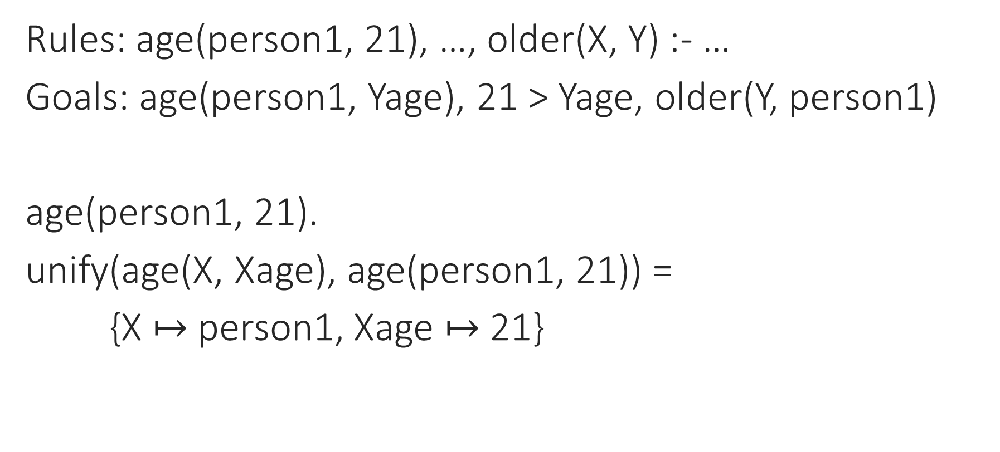 Rules: age(person1, 21), …, older(X, Y) :- …
Goals: age(person1, Yage), 21 > Yage, older(Y, person1)
age(person1, 21).
unify(age(X, Xage), age(person1, 21)) =
{X ↦ person1, Xage ↦ 21}